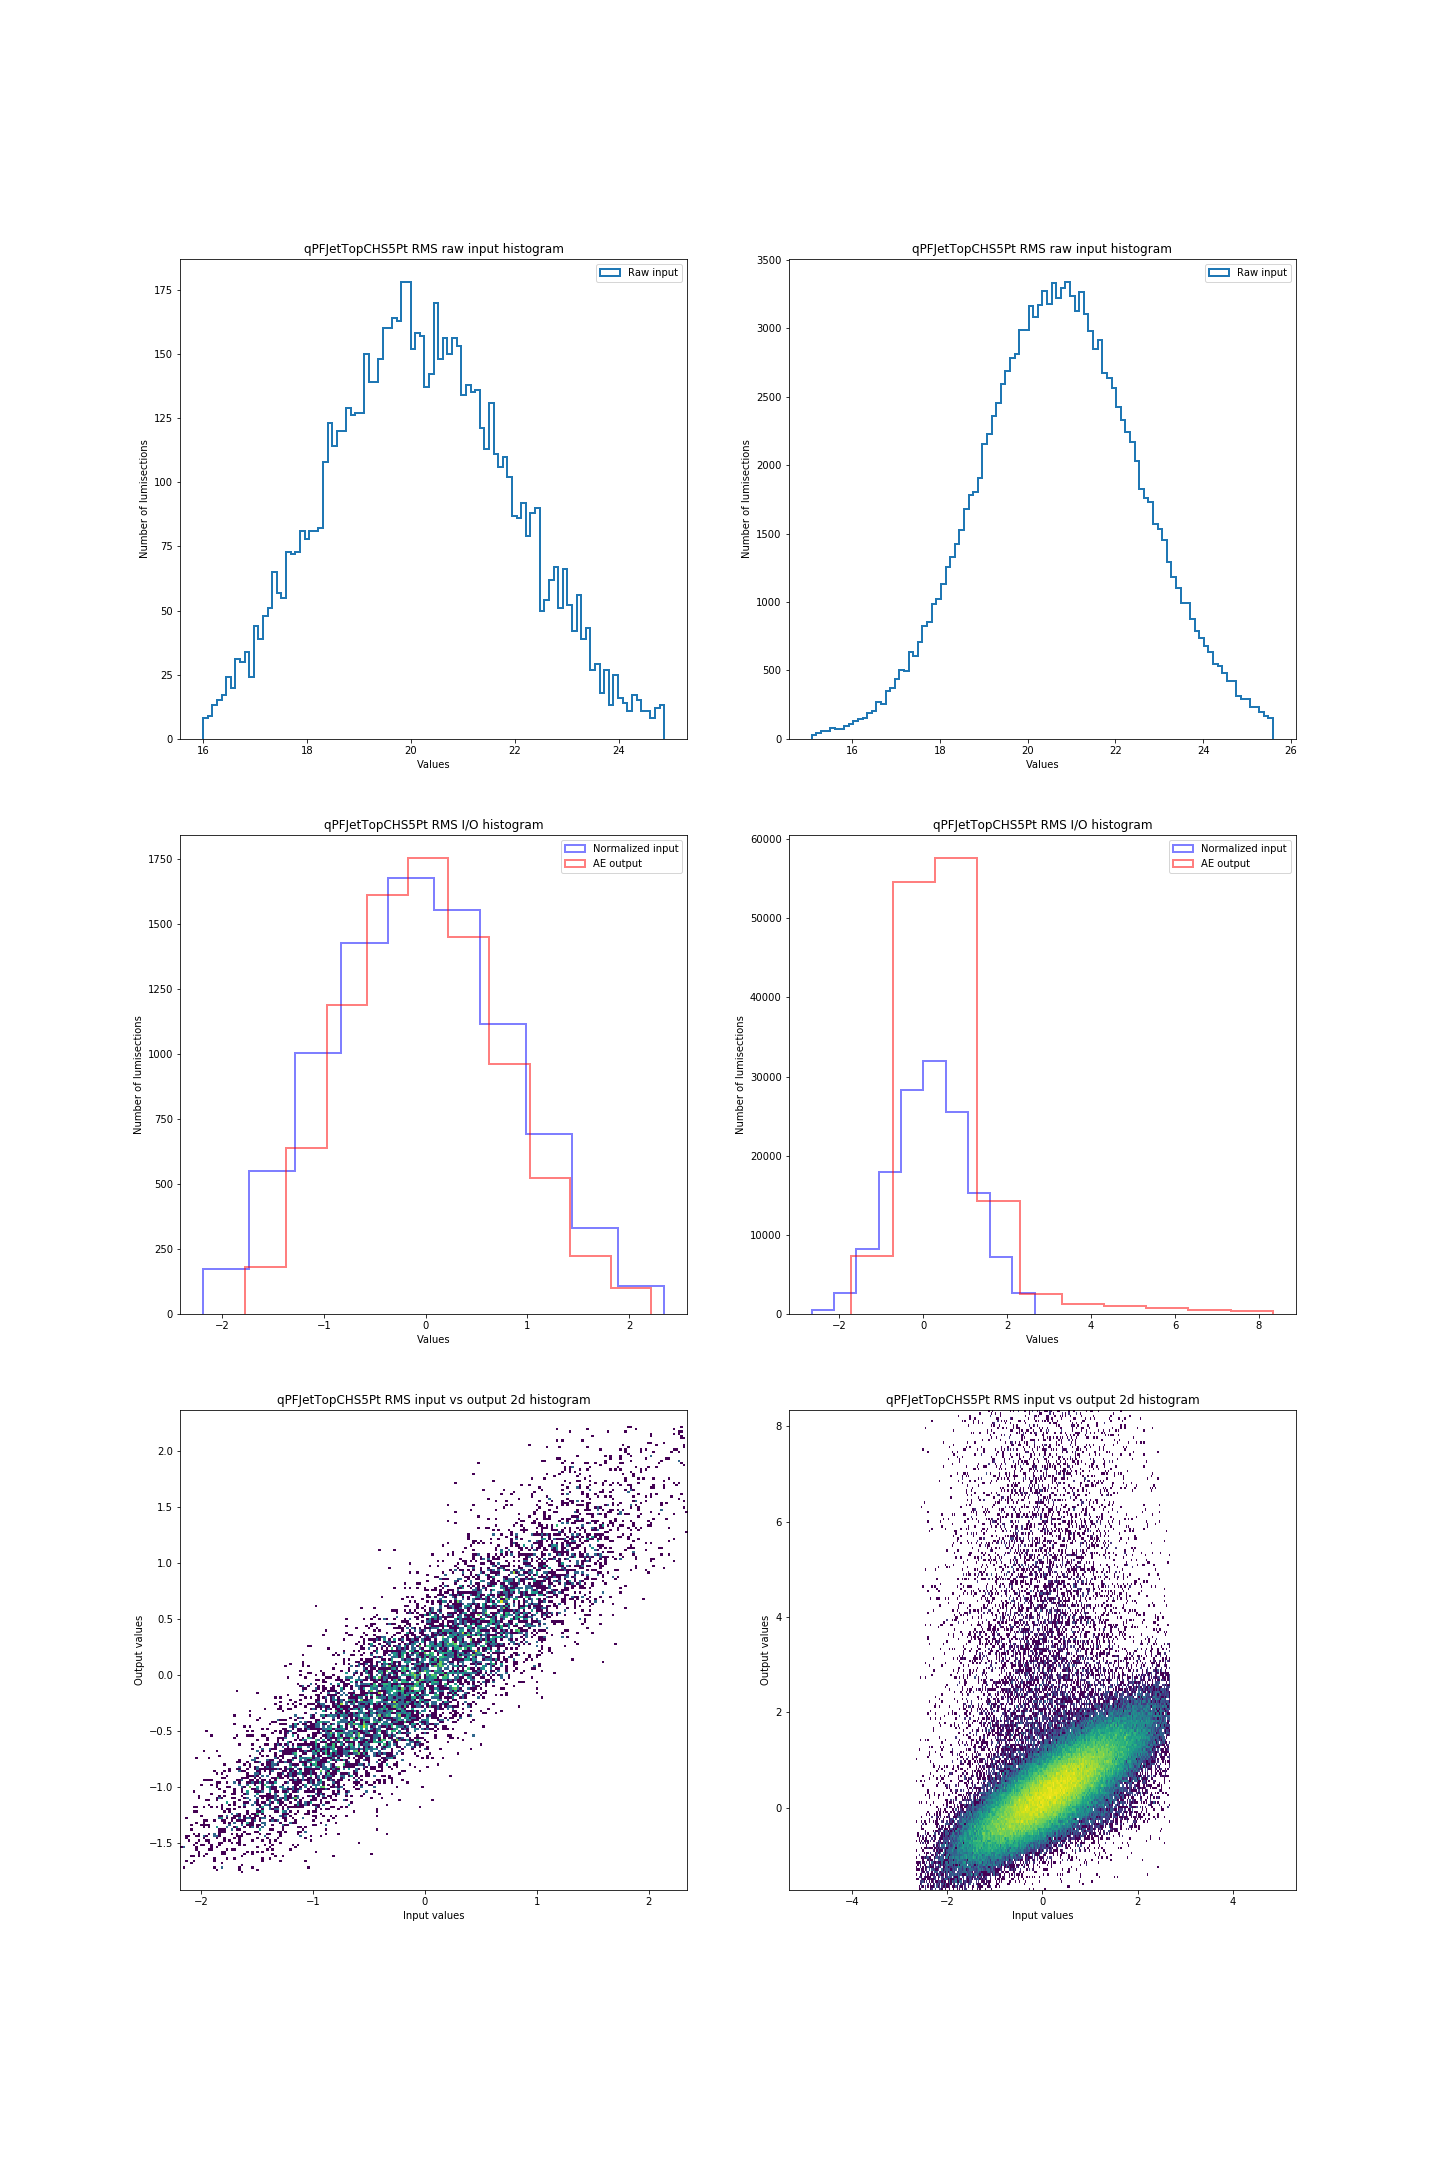 qPFJetTopCHS5Pt RMS raw input histogram
Raw input
175
150
125
100
75
50
25
0
Number of lumisections
16 18 20 22 24
Values
qPFJetTopCHS5Pt RMS raw input histogram
Raw input
3500
3000
2500
2000
1500
1000
500
0
Number of lumisections
16 18 20 22 24 26
Values
qPFJetTopCHS5Pt RMS I/O histogram
Normalized input
AE output
1750
1500
1250
1000
750
500
250
0
Number of lumisections
−2 −1 0 1 2
Values
qPFJetTopCHS5Pt RMS I/O histogram
Normalized input
AE output
60000
50000
40000
30000
20000
10000
0
Number of lumisections
−2 0 2 4 6 8
Values
qPFJetTopCHS5Pt RMS input vs output 2d histogram
2.0
1.5
1.0
0.5
0.0
−0.5
−1.0
−1.5
Output values
−2 −1 0 1 2
Input values
qPFJetTopCHS5Pt RMS input vs output 2d histogram
8
6
4
2
0
Output values
−4 −2 0 2 4
Input values